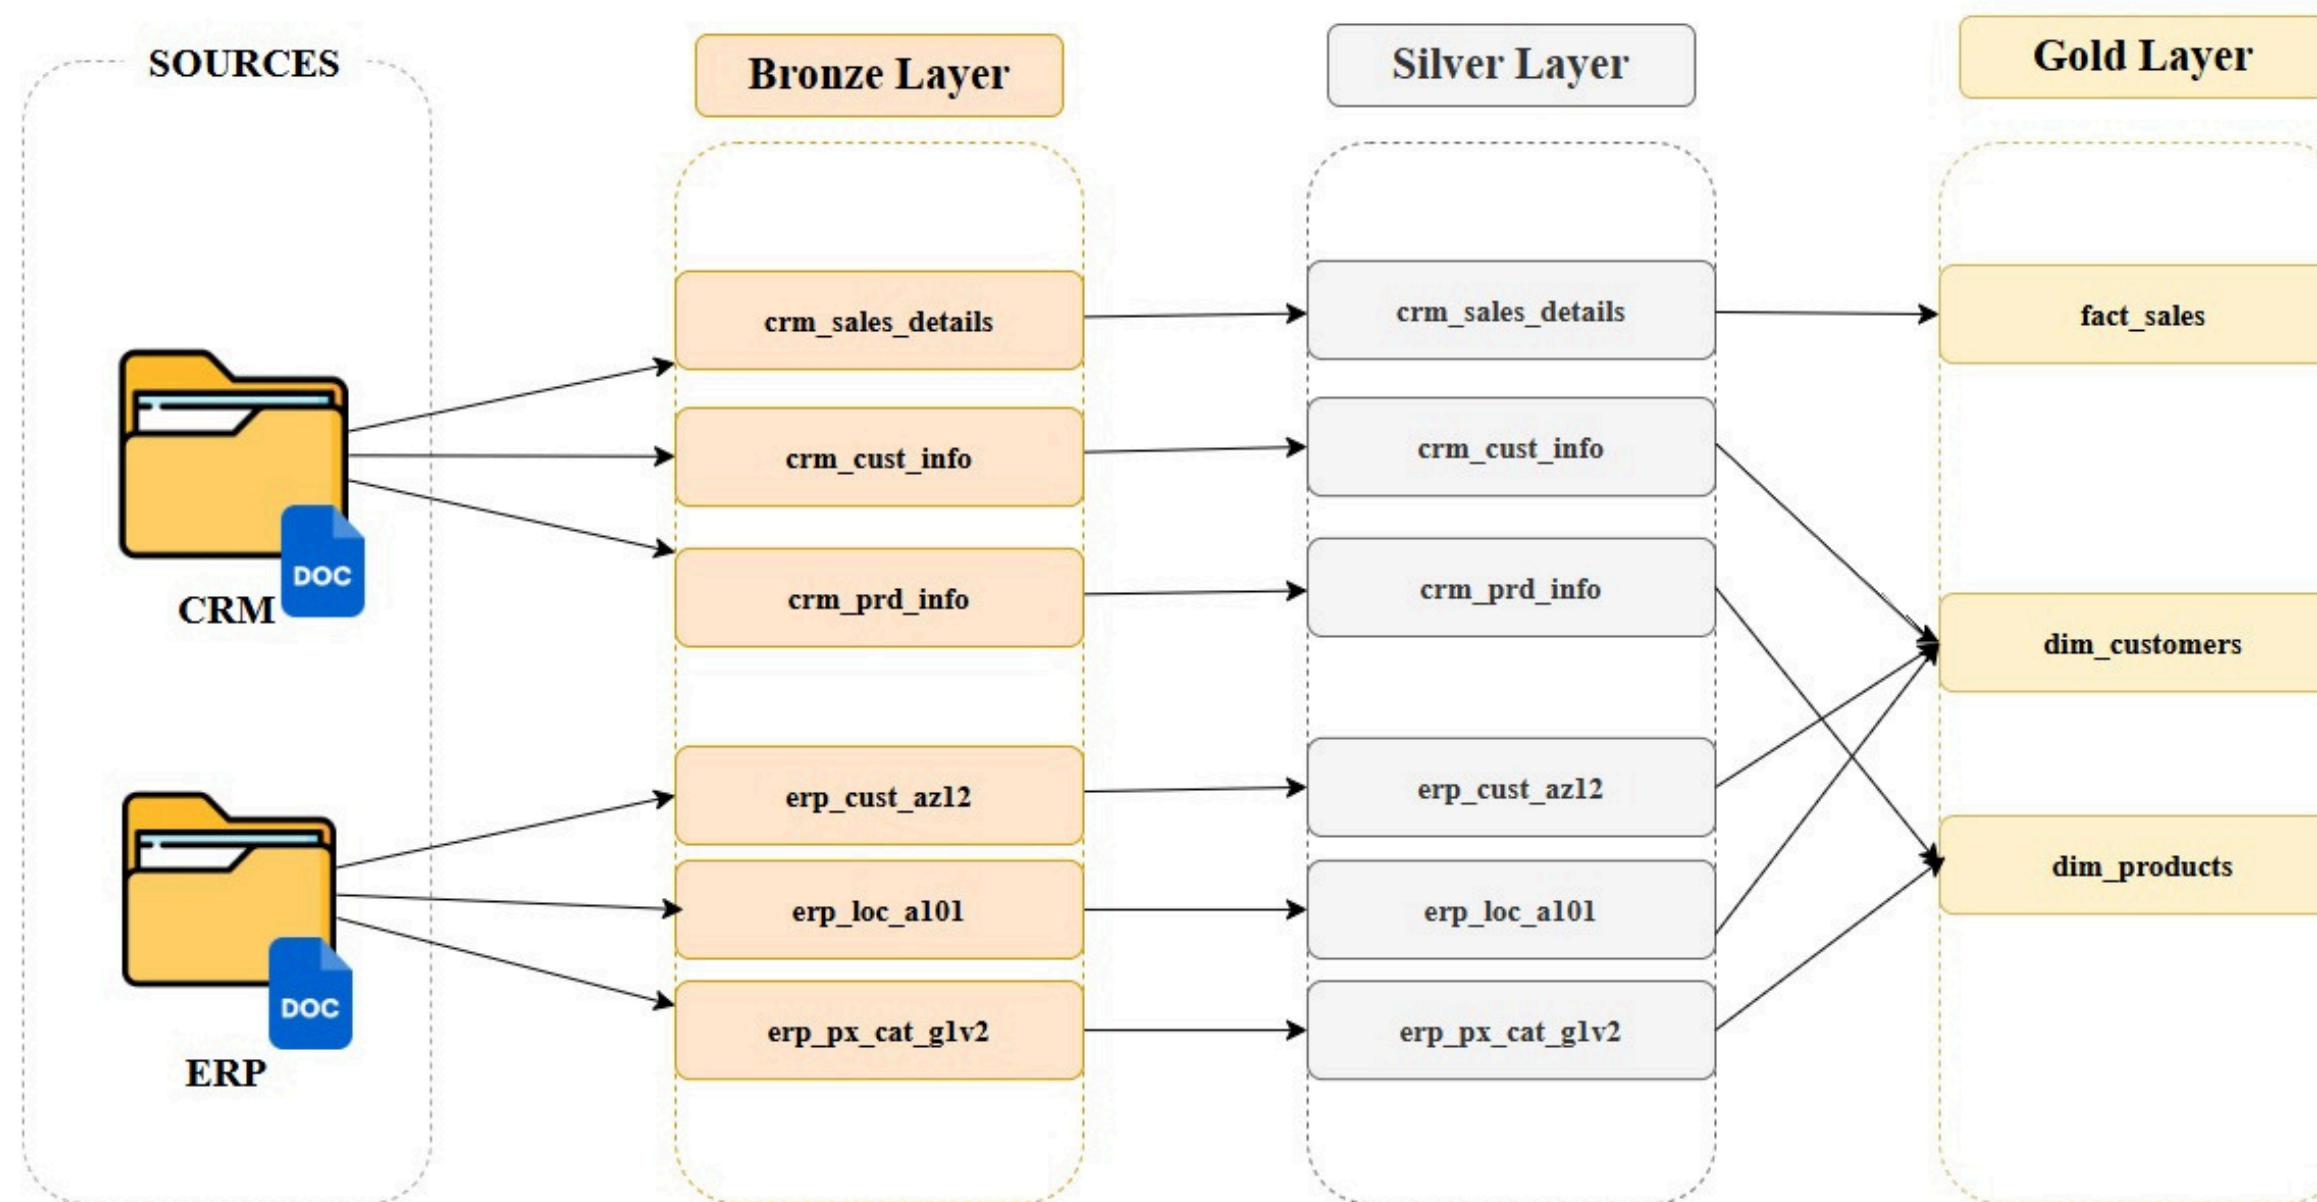 SOURCES
Bronze Layer
Silver Layer
Gold Layer
crm_sales_details
crm_sales_details
fact_sales
crm_cust_info
crm_cust_info
DOC
CRM
crm_prd_info
crm_prd_info
dim_customers
erp_cust_az12
erp_cust_az12
dim_products
erp_loc_a101
erp_loc_a101
DOC
ERP
erp_px_cat_g1v2
erp_px_cat_g1v2